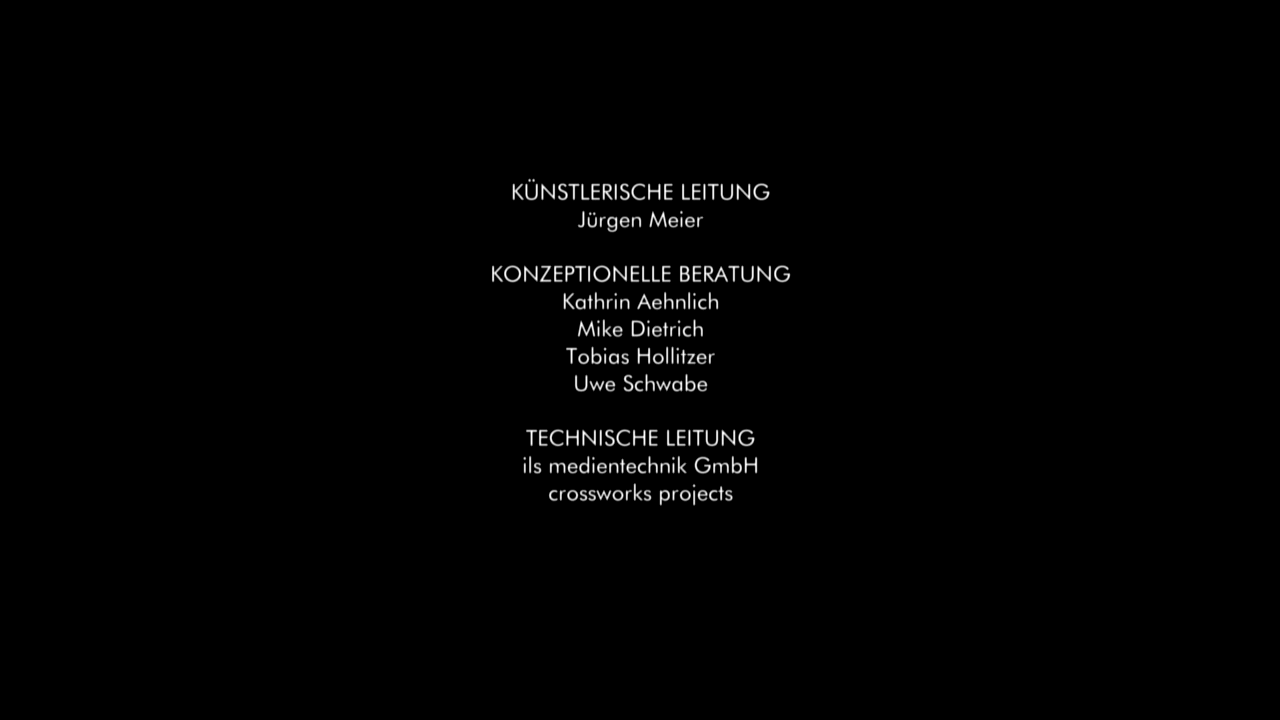 KÜNSTLERISCHE LEITUNG
Jürgen Meier
KONZEPTIONELLE BERATUNG
Kathrin Aehnlich
Mike Dietrich
Tobias Hollitzer
Uwe Schwabe
TECHNISCHE LEITUNG
ils medientechnik GmbH
crossworks projects